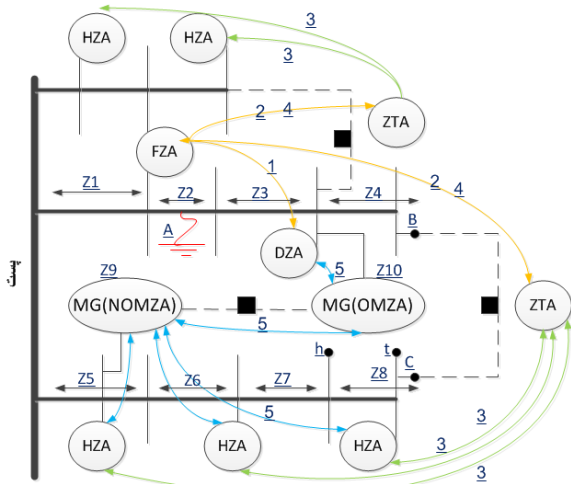 3
HZA
HZA
3
2 4
ZTA
FZA
1
2 4
Z1
Z2
Z3
Z4
A
B
DZA
5
Z9
Z10
MG(NOMZA)
MG(OMZA)
ZTA
پست
5
h
t
Z5
Z6
Z7
Z8
C
5
3
HZA
HZA
HZA
3
3